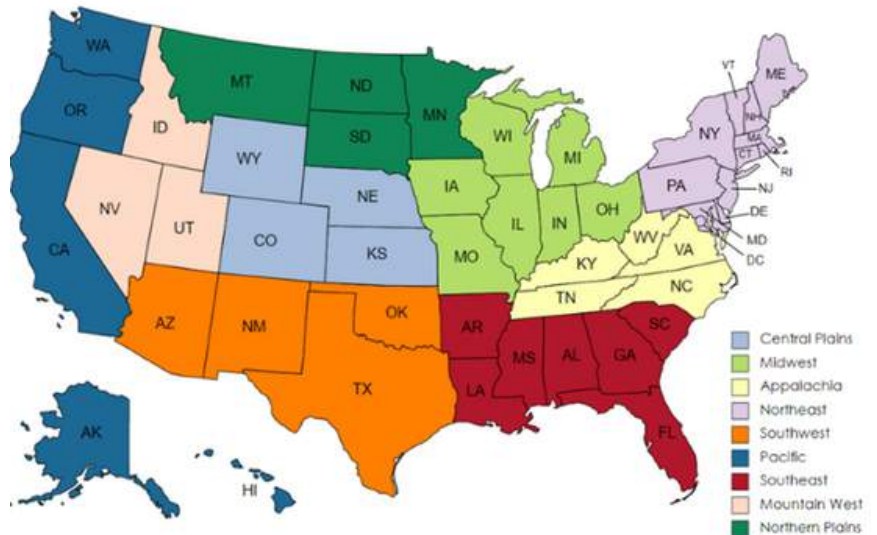 WA
MT
ND
MN
OR
ID
SD
WY
WI
MI
VT
ME
NH
NY
MA
CT
RI
PA
NJ
NV
UT
CA
CO
NE
KS
IA
IL
IN
OH
MO
WV
VA
KY
DE
MD
DC
NC
TN
AZ
NM
OK
AR
TX
LA
MS
AL
GA
SC
FL
AK
HI
Central Plains
Midwest
Appalachia
Northeast
Southwest
Pacific
Southeast
Mountain West
Northern Plains